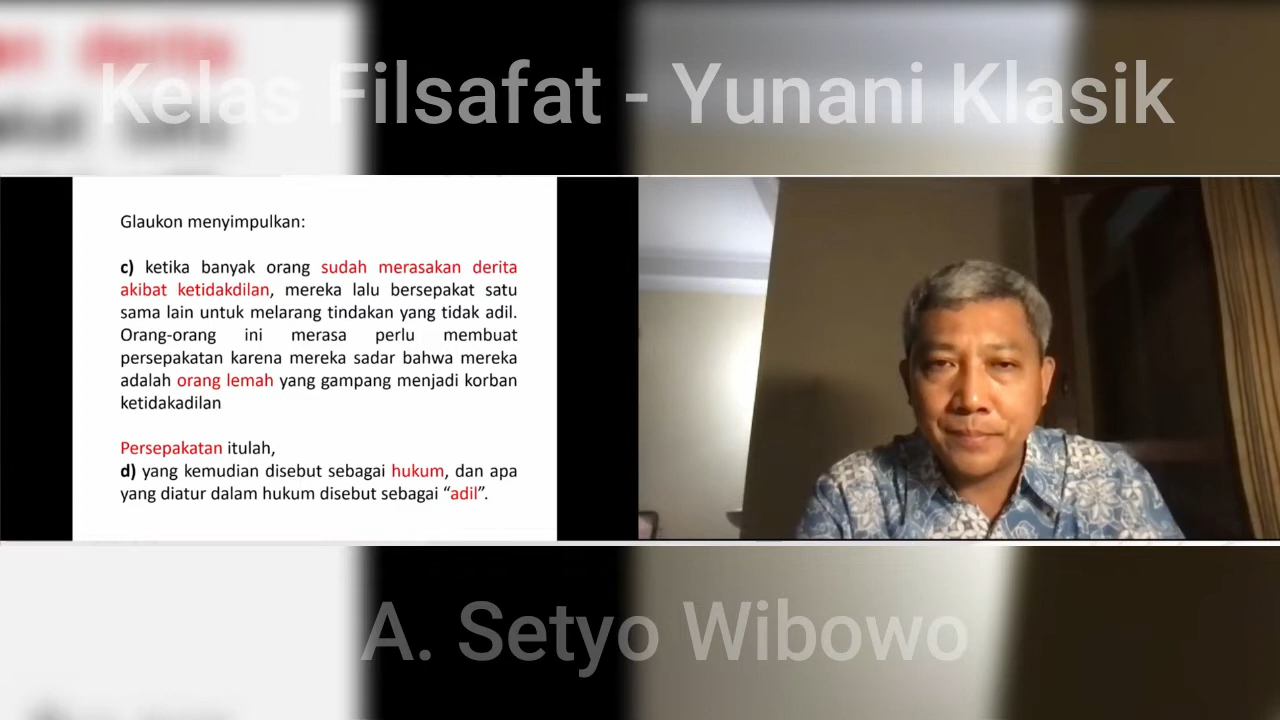 an derita
Kelas Filsafat - Yunani Klasik
Glaukon menyimpulkan:
c) ketika banyak orang sudah merasakan derita
akibat ketidakdilan, mereka lalu bersepakat satu
sama lain untuk melarang tindakan yang tidak adil.
Orang-orang ini merasa perlu membuat
persepakatan karena mereka sadar bahwa mereka
adalah orang lemah yang gampang menjadi korban
ketidakadilan
Persepakatan itulah,
d) yang kemudian disebut sebagai hukum, dan apa
yang diatur dalam hukum disebut sebagai “adil”.
A. Setyo Wibowo